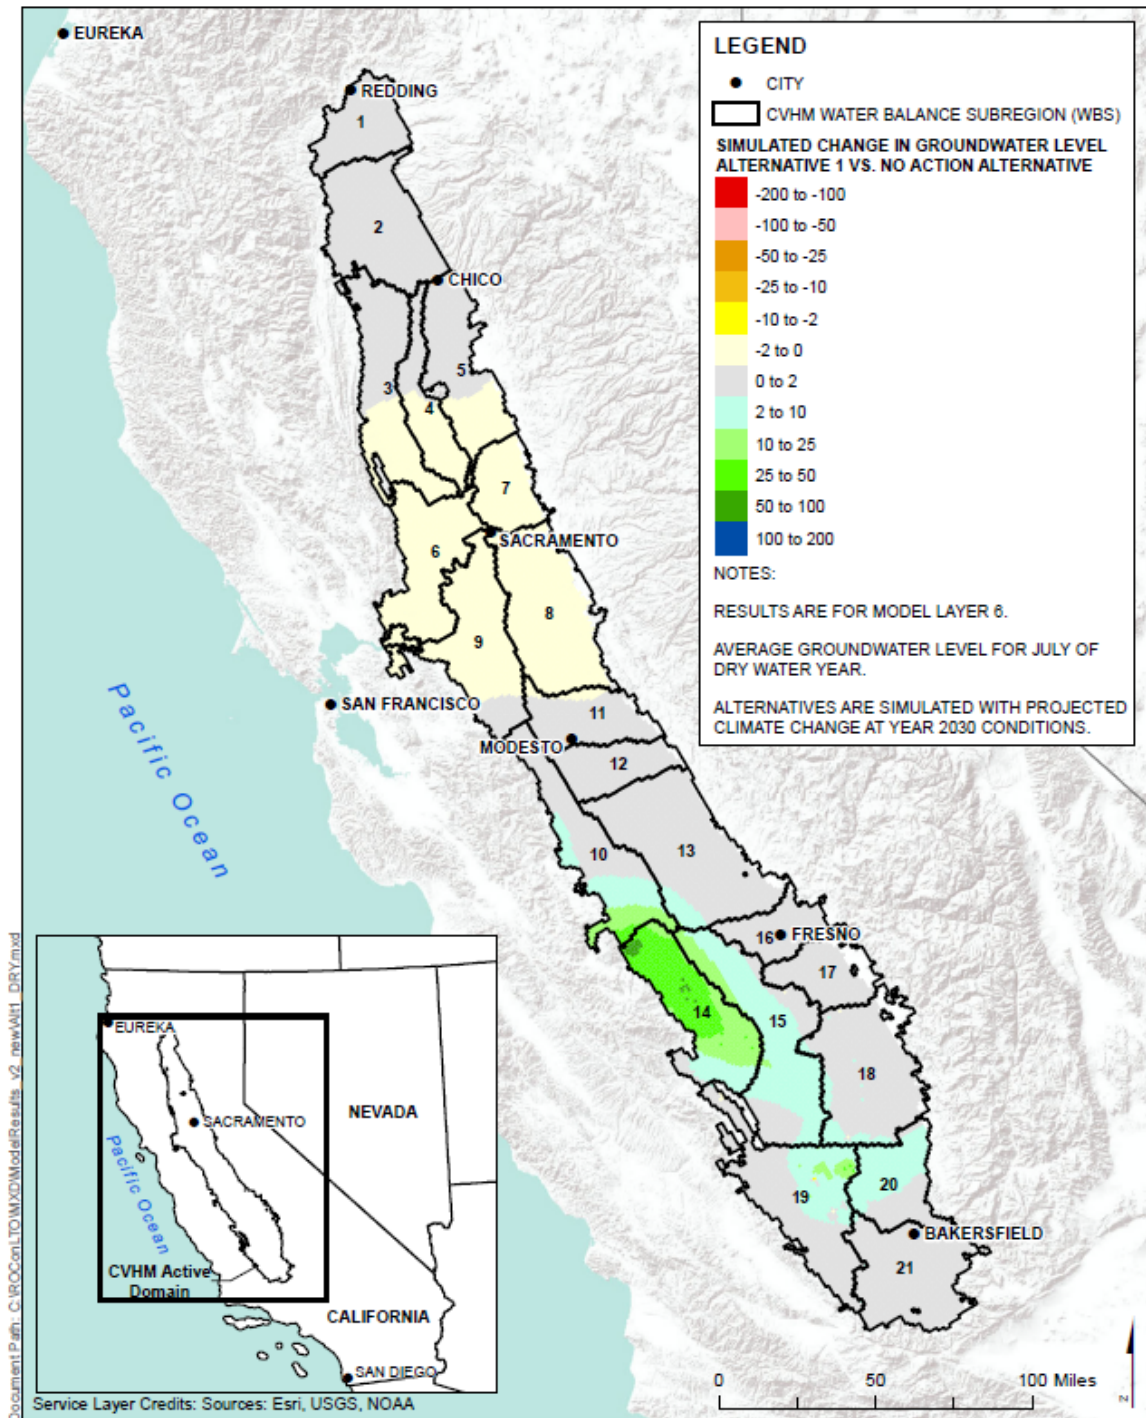 EUREKA
REDDING
1
2
CHICO
3
4
5
7
SACRAMENTO
6
8
9
SAN FRANCISCO
11
MODESTO
12
10
13
16
FRESNO
17
14
15
18
19
20
BAKERSFIELD
21
Pacific Ocean
LEGEND
CITY
CVHM WATER BALANCE SUBREGION (WBS)
SIMULATED CHANGE IN GROUNDWATER LEVEL
ALTERNATIVE 1 VS. NO ACTION ALTERNATIVE
-200 to -100
-100 to -50
-50 to -25
-25 to -10
-10 to -2
-2 to 0
0 to 2
2 to 10
10 to 25
25 to 50
50 to 100
100 to 200
NOTES:
RESULTS ARE FOR MODEL LAYER 6.
AVERAGE GROUNDWATER LEVEL FOR JULY OF
DRY WATER YEAR.
ALTERNATIVES ARE SIMULATED WITH PROJECTED
CLIMATE CHANGE AT YEAR 2030 CONDITIONS.
EUREKA
SACRAMENTO
NEVADA
Pacific Ocean
CVHM Active
Domain
CALIFORNIA
SAN DIEGO
Service Layer Credits: Sources: Esri, USGS, NOAA
0 50 100 Miles
Z